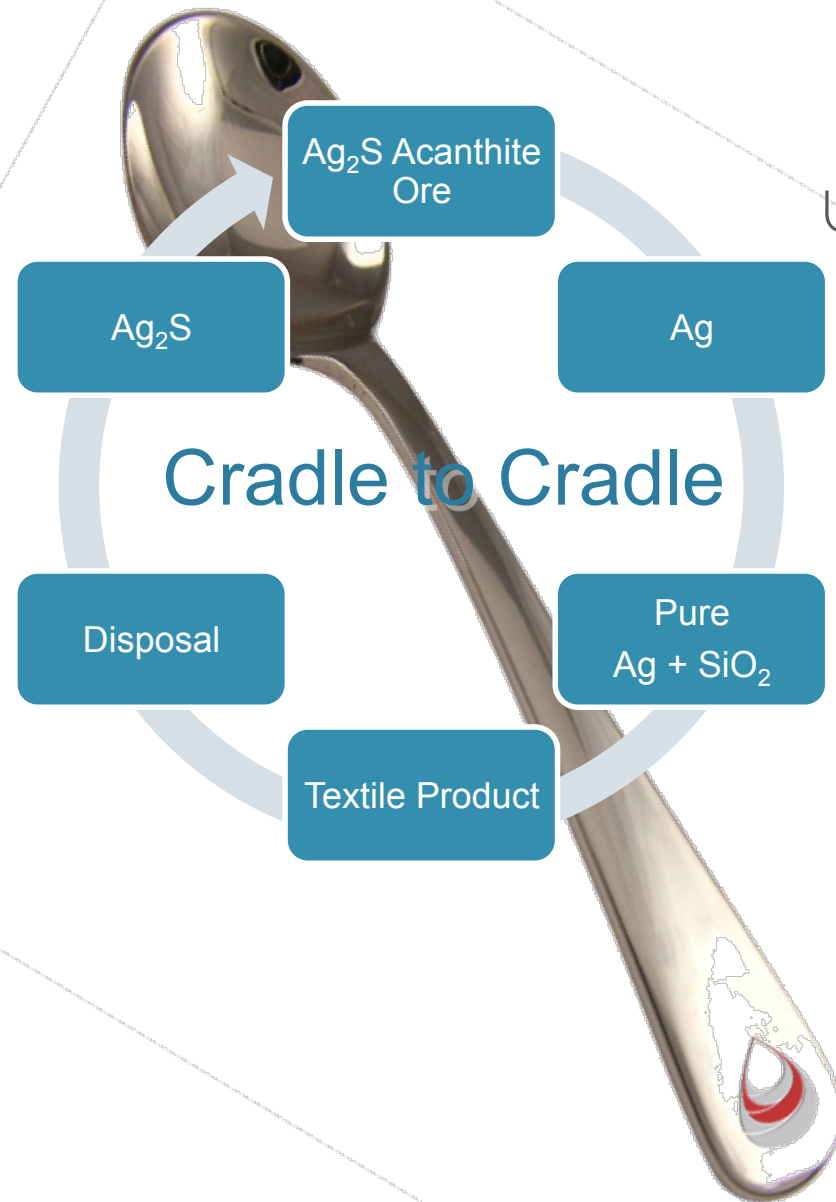 Ag₂S Acanthite
Ore
Ag
Pure
Ag + SiO₂
Textile Product
Disposal
Ag₂S
Cradle to Cradle